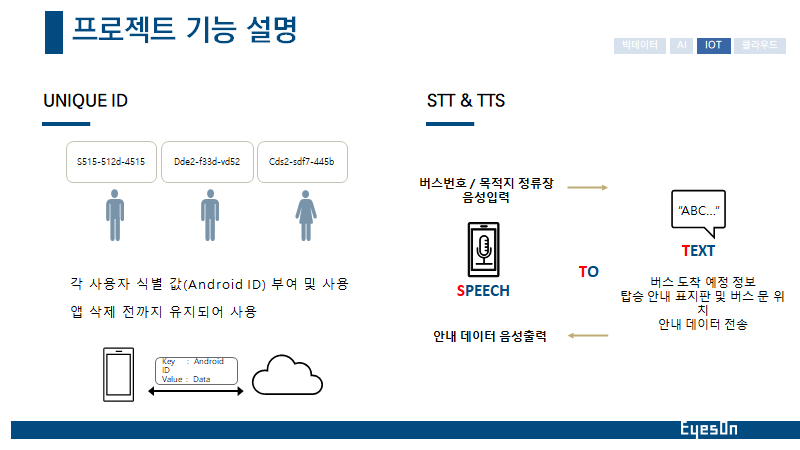 프로젝트 기능 설명
빅데이터
AI
IOT
클라우드
UNIQUE ID
S515-512d-4515
Dde2-f33d-vd52
Cds2-sdf7-445b
각 사용자 식별 값(Android ID) 부여 및 사용
앱 삭제 전까지 유지되어 사용
Key : Android
ID
Value : Data
STT & TTS
버스번호 / 목적지 정류장
음성입력
SPEECH
안내 데이터 음성출력
TO
"ABC..."
TEXT
버스 도착 예정 정보
탑승 안내 표지판 및 버스 문 위
치
안내 데이터 전송
EyesOn